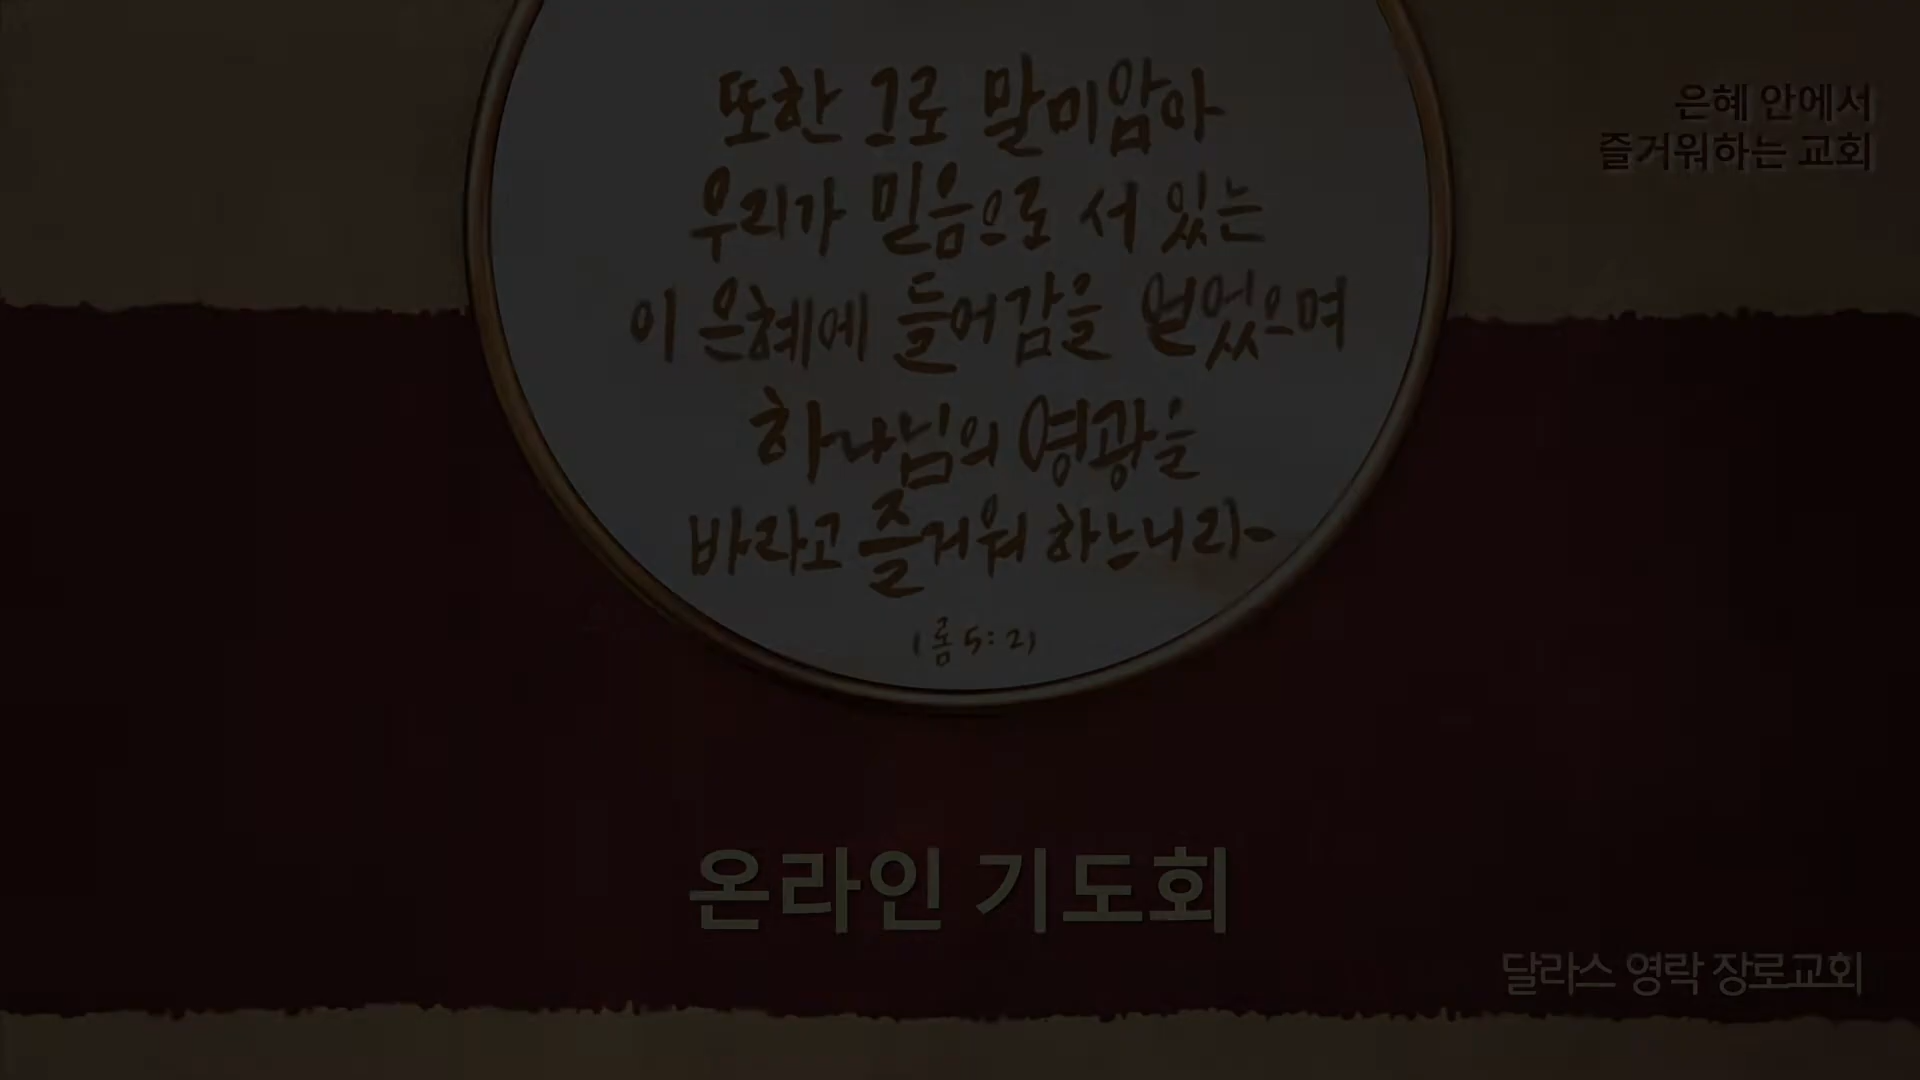 또한 그로 말미암아
우리가 믿음으로 서 있는
이 은혜에 들어감을 얻었으며
하나님의 영광을
바라고 즐거워 하느니라
(롬 5:2)
은혜 안에서
즐거워하는 교회
온라인 기도회
달라스 영락 장로교회